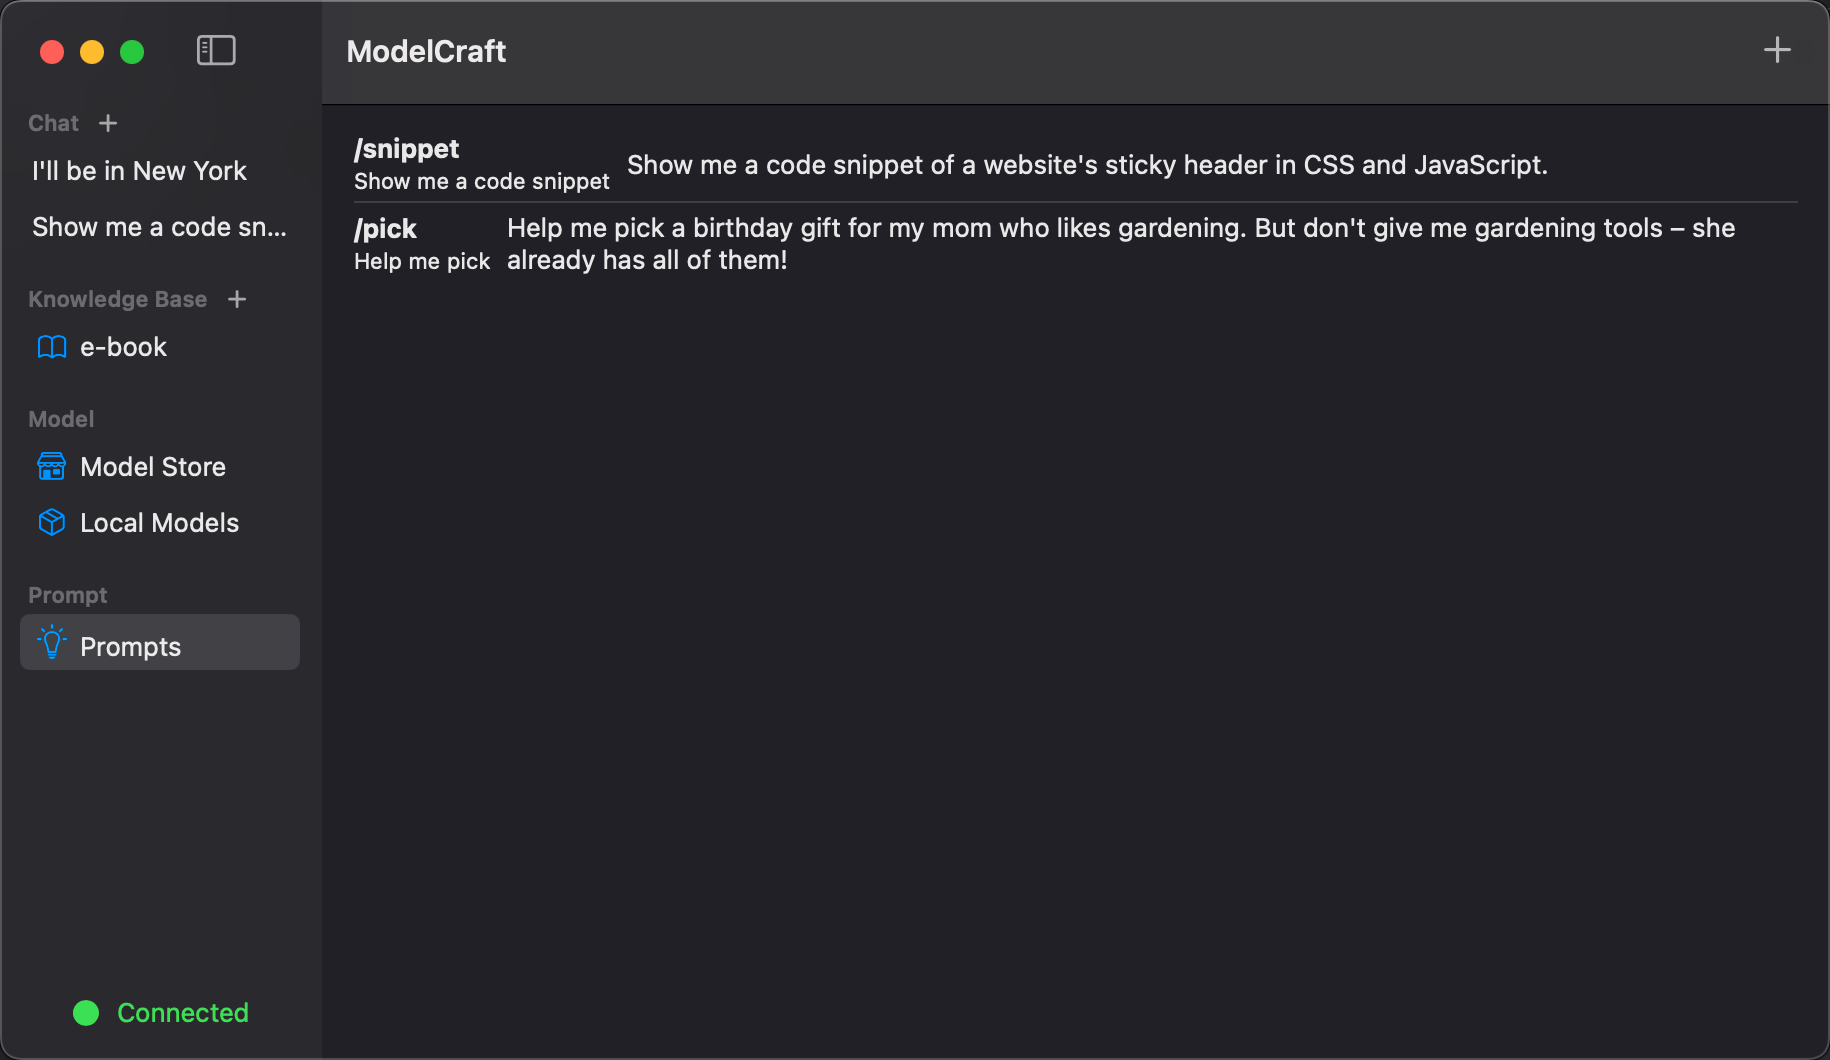 ModelCraft
Chat
I'll be in New York
Show me a code sn...
Knowledge Base
e-book
Model
Model Store
Local Models
Prompt
Prompts
Connected
/snippet
Show me a code snippet
Show me a code snippet of a website's sticky header in CSS and JavaScript.
/pick
Help me pick
Help me pick a birthday gift for my mom who likes gardening. But don't give me gardening tools – she
already has all of them!